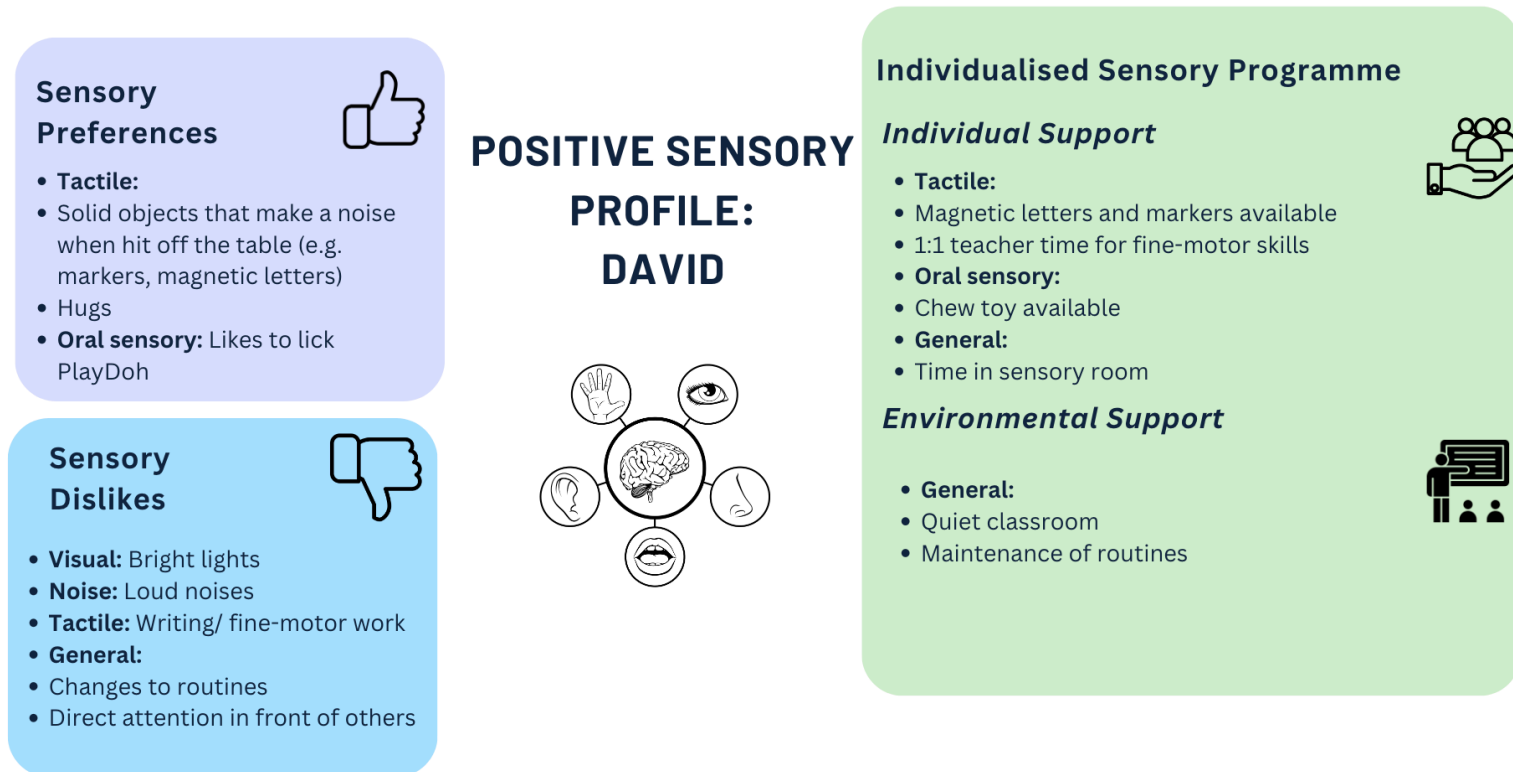 Sensory
Preferences
• Tactile:
• Solid objects that make a noise
when hit off the table (e.g.
markers, magnetic letters)
• Hugs
• Oral sensory: Likes to lick
PlayDoh
Sensory
Dislikes
• Visual: Bright lights
• Noise: Loud noises
• Tactile: Writing/ fine-motor work
• General:
• Changes to routines
• Direct attention in front of others
POSITIVE SENSORY
PROFILE:
DAVID
Individualised Sensory Programme
Individual Support
• Tactile:
• Magnetic letters and markers available
• 1:1 teacher time for fine-motor skills
• Oral sensory:
• Chew toy available
• General:
• Time in sensory room
Environmental Support
• General:
• Quiet classroom
• Maintenance of routines